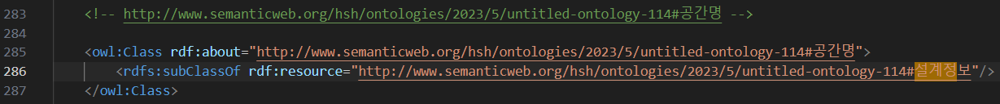 283 <!-- http://www.semanticweb.org/hsh/ontologies/2023/5/untitled-ontology-114#공간명 -->
284
285 <owl:Class rdf:about="http://www.semanticweb.org/hsh/ontologies/2023/5/untitled-ontology-114#공간명">
286 <rdfs:subClassOf rdf:resource="http://www.semanticweb.org/hsh/ontologies/2023/5/untitled-ontology-114#설계정보"/>
287 </owl:Class>